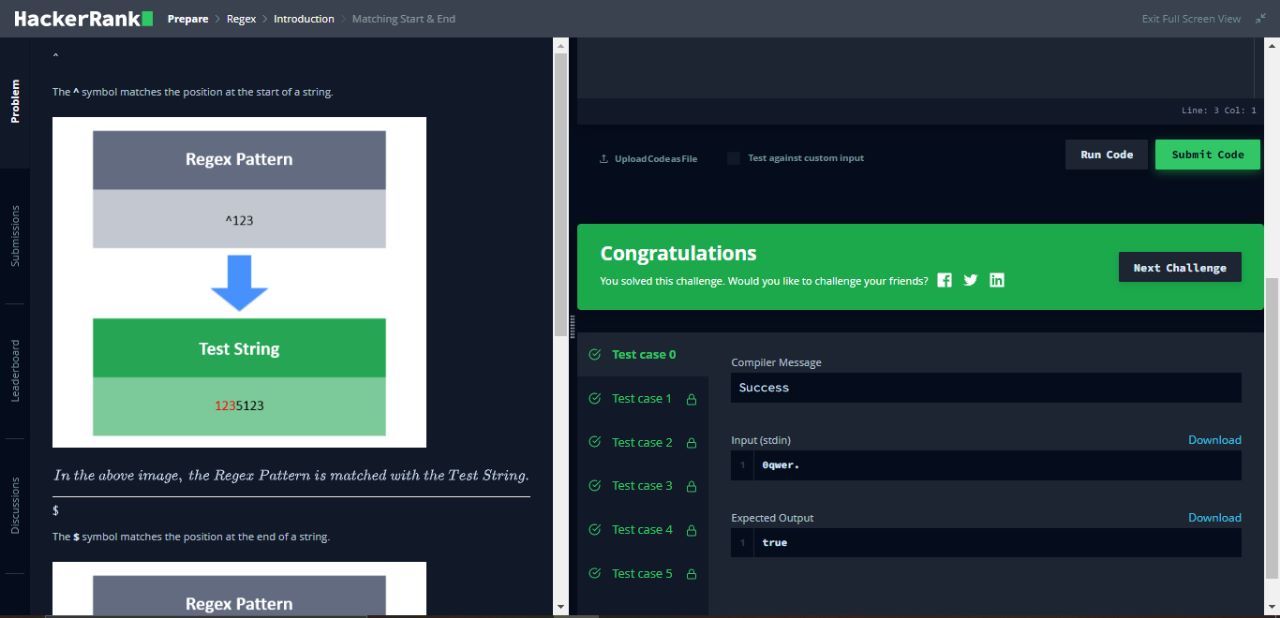 HackerRank
Prepare > Regex > Introduction > Matching Start & End
Exit Full Screen View
Problem
Submissions
Leaderboard
Discussions
^
The ^ symbol matches the position at the start of a string.
Regex Pattern
^123
Test String
1235123
In the above image, the Regex Pattern is matched with the Test String.
$
The $ symbol matches the position at the end of a string.
Regex Pattern
Line: 3 Col: 1
Upload Code as File
Test against custom input
Run Code
Submit Code
Congratulations
You solved this challenge. Would you like to challenge your friends?
Next Challenge
Test case 0
Test case 1
Test case 2
Test case 3
Test case 4
Test case 5
Compiler Message
Success
Input (stdin)
Download
1 0qwer.
Expected Output
Download
1 true